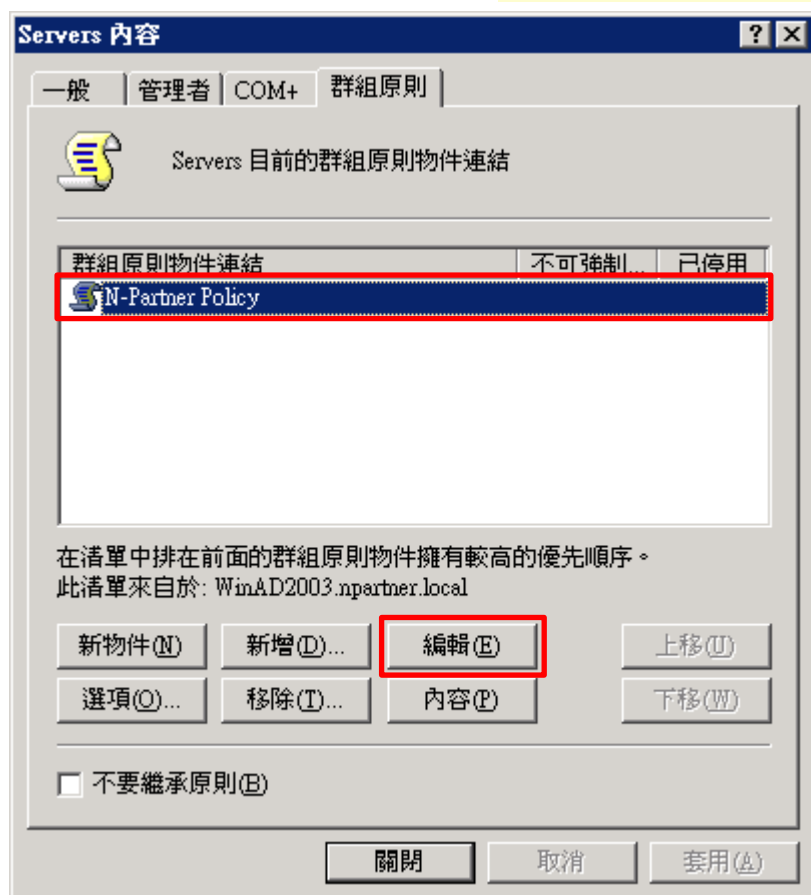 Servers 內容
一般 管理者 COM+ 群組原則
Servers 目前的群組原則物件連結
群組原則物件連結 不可強制... 已停用
N-Partner Policy
在清單中排在前面的群組原則物件擁有較高的優先順序。
此清單來自於: WinAD2003.npartner.local
新物件(N) 新增(D)... 編輯(E) 上移(U)
選項(O)... 移除(T)... 內容(P) 下移(W)
不要繼承原則(B)
關閉 取消 套用(A)